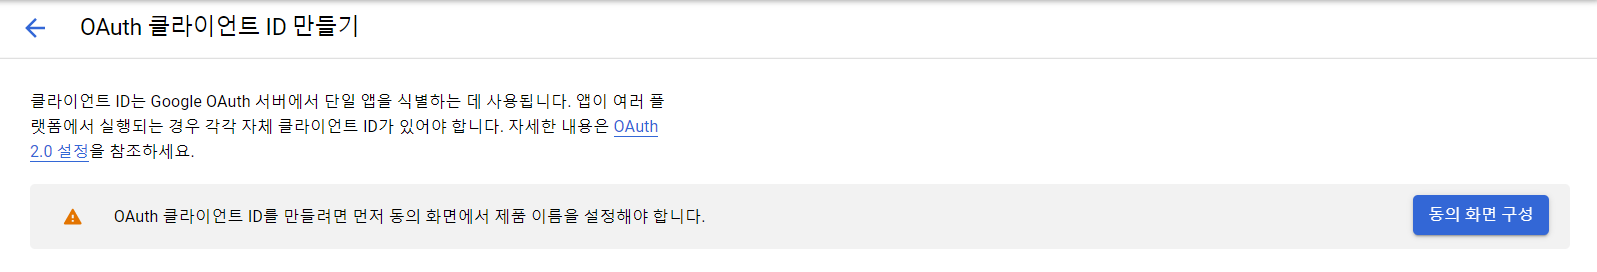 OAuth 클라이언트 ID 만들기
클라이언트 ID는 Google OAuth 서버에서 단일 앱을 식별하는 데 사용됩니다. 앱이 여러 플
랫폼에서 실행되는 경우 각각 자체 클라이언트 ID가 있어야 합니다. 자세한 내용은 OAuth
2.0 설정을 참조하세요.
OAuth 클라이언트 ID를 만들려면 먼저 동의 화면에서 제품 이름을 설정해야 합니다.
동의 화면 구성